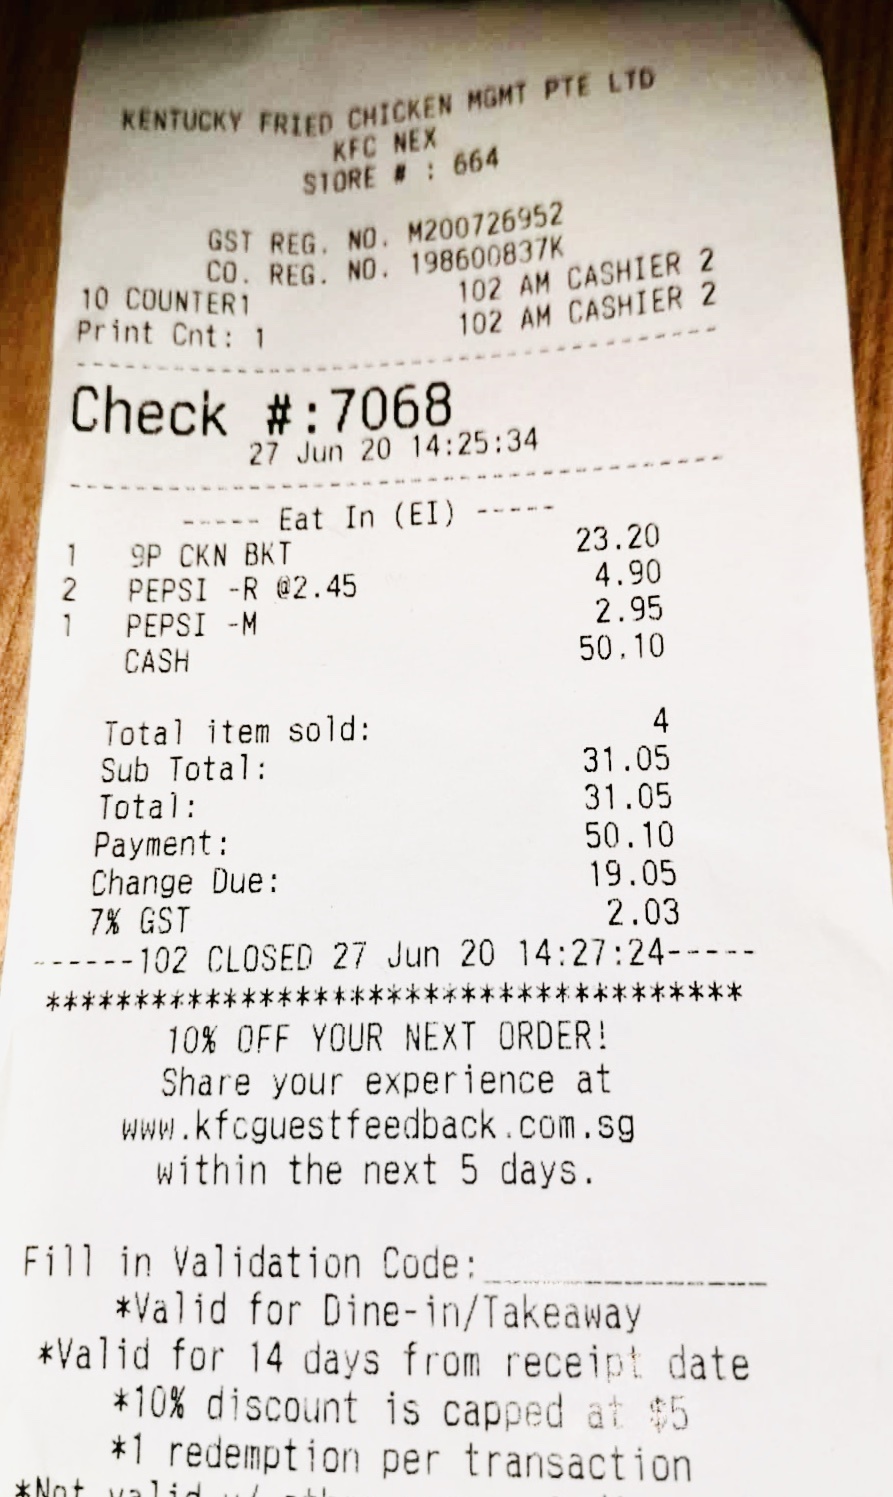 KENTUCKY FRIED CHICKEN MGMT PTE LTD
KFC NEX
STORE # : 664
GST REG. NO. M200726952
CO. REG. NO. 198600837K
10 COUNTER1 102 AM CASHIER 2
Print Cnt: 1 102 AM CASHIER 2
Check #:7068
27 Jun 20 14:25:34
----- Eat In (EI) -----
1 9P CKN BKT 23.20
2 PEPSI -R @2.45 4.90
1 PEPSI -M 2.95
CASH 50.10
Total item sold: 4
Sub Total: 31.05
Total: 31.05
Payment: 50.10
Change Due: 19.05
7% GST 2.03
------102 CLOSED 27 Jun 20 14:27:24-----
****************************************
10% OFF YOUR NEXT ORDER!
Share your experience at
www.kfcguestfeedback.com.sg
within the next 5 days.
Fill in Validation Code:______________
*Valid for Dine-in/Takeaway
*Valid for 14 days from receipt date
*10% discount is capped at $5
*1 redemption per transaction
*Not valid w/